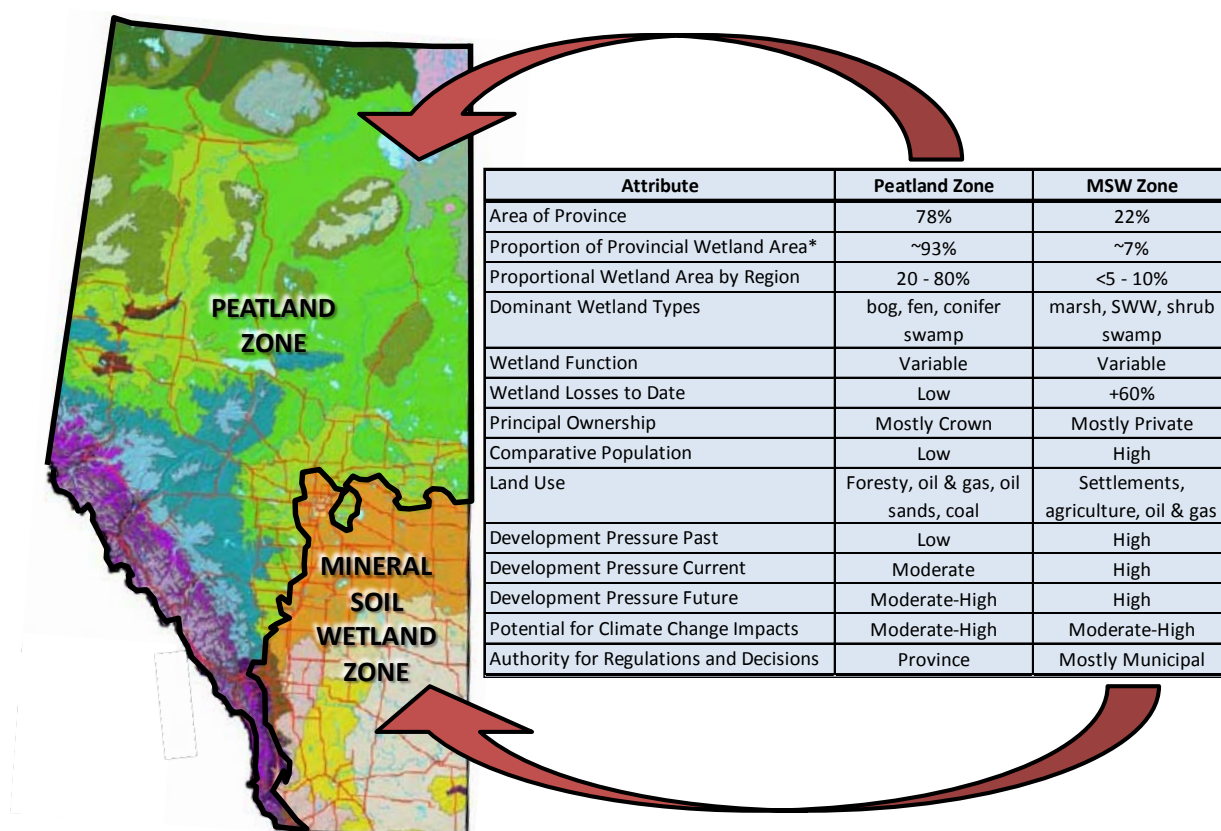 PEATLAND
ZONE
MINERAL
SOIL
WETLAND
ZONE
Attribute Peatland Zone MSW Zone
Area of Province 78% 22%
Proportion of Provincial Wetland Area* ~93% ~7%
Proportional Wetland Area by Region 20 - 80% <5 - 10%
Dominant Wetland Types bog, fen, conifer marsh, SWW, shrub
swamp swamp
Wetland Function Variable Variable
Wetland Losses to Date Low +60%
Principal Ownership Mostly Crown Mostly Private
Comparative Population Low High
Land Use Foresty, oil & gas, oil Settlements,
sands, coal agriculture, oil & gas
Development Pressure Past Low High
Development Pressure Current Moderate High
Development Pressure Future Moderate-High High
Potential for Climate Change Impacts Moderate-High Moderate-High
Authority for Regulations and Decisions Province Mostly Municipal